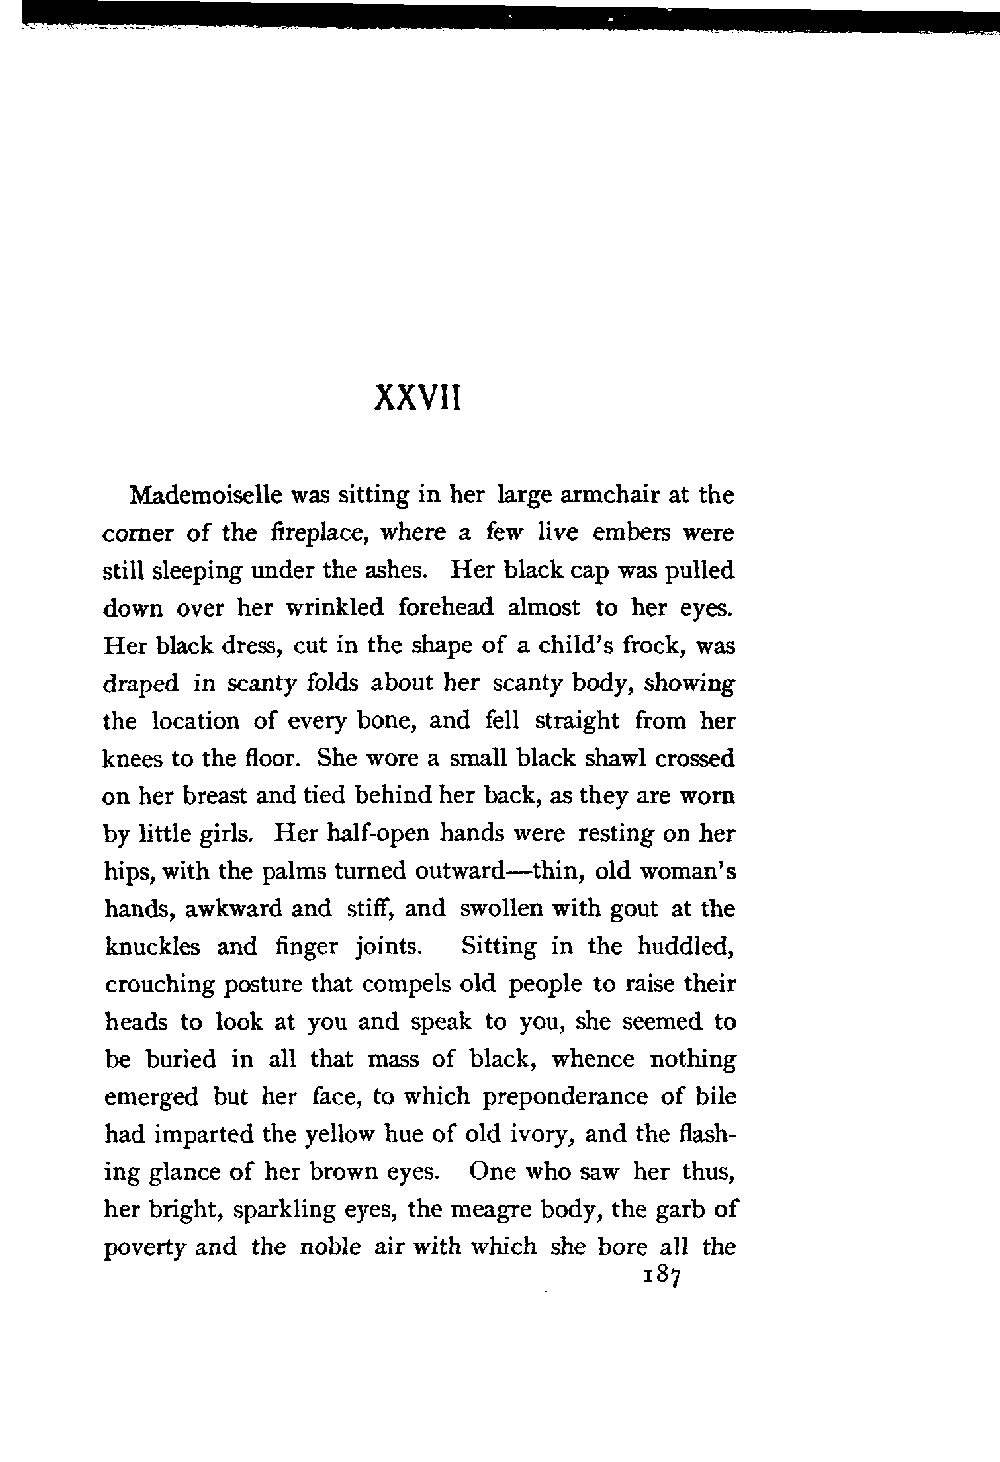 XXVII
Mademoiselle was sitting in her large armchair at the
corner of the fireplace, where a few live embers were
still sleeping under the ashes. Her black cap was pulled
down over her wrinkled forehead almost to her eyes.
Her black dress, cut in the shape of a child's frock, was
draped in scanty folds about her scanty body, showing
the location of every bone, and fell straight from her
knees to the floor. She wore a small black shawl crossed
on her breast and tied behind her back, as they are worn
by little girls. Her half-open hands were resting on her
hips, with the palms turned outward—thin, old woman's
hands, awkward and stiff, and swollen with gout at the
knuckles and finger joints. Sitting in the huddled,
crouching posture that compels old people to raise their
heads to look at you and speak to you, she seemed to
be buried in all that mass of black, whence nothing
emerged but her face, to which preponderance of bile
had imparted the yellow hue of old ivory, and the flash-
ing glance of her brown eyes. One who saw her thus,
her bright, sparkling eyes, the meagre body, the garb of
poverty and the noble air with which she bore all the
187